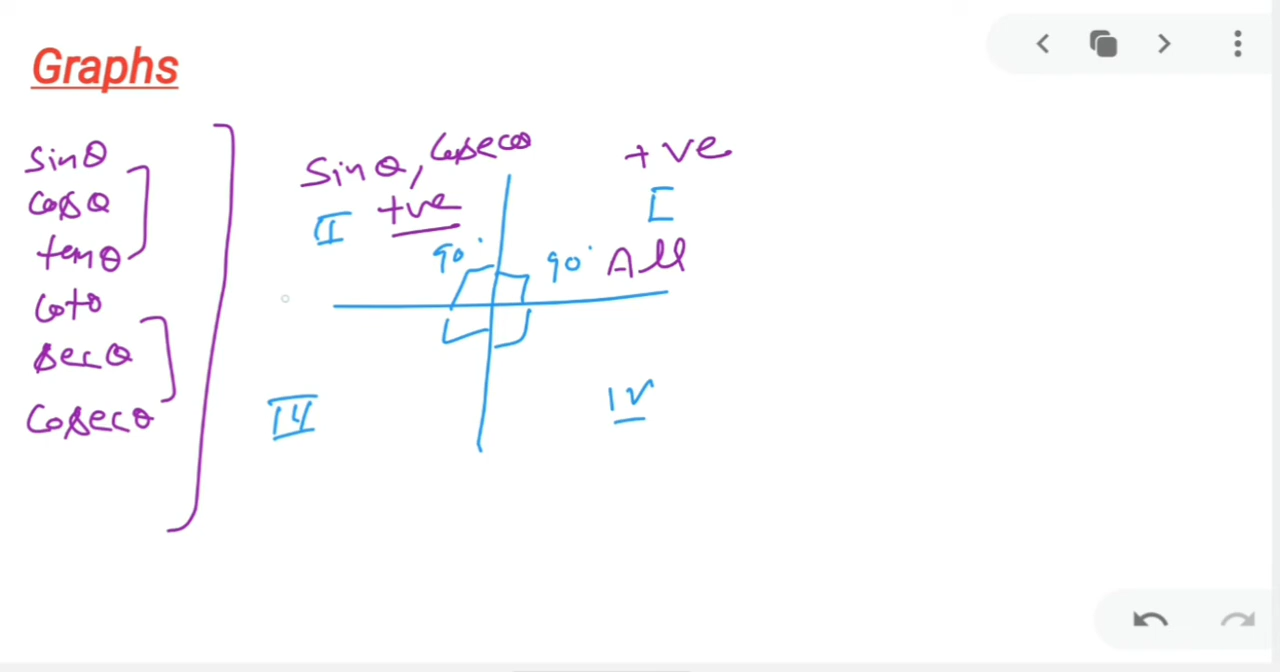 Graphs
sinθ
cosθ
tanθ
cotθ
secθ
cosecθ
sinθ, cosecθ
+ve
II
+ve
I
90°
90° All
III
IV